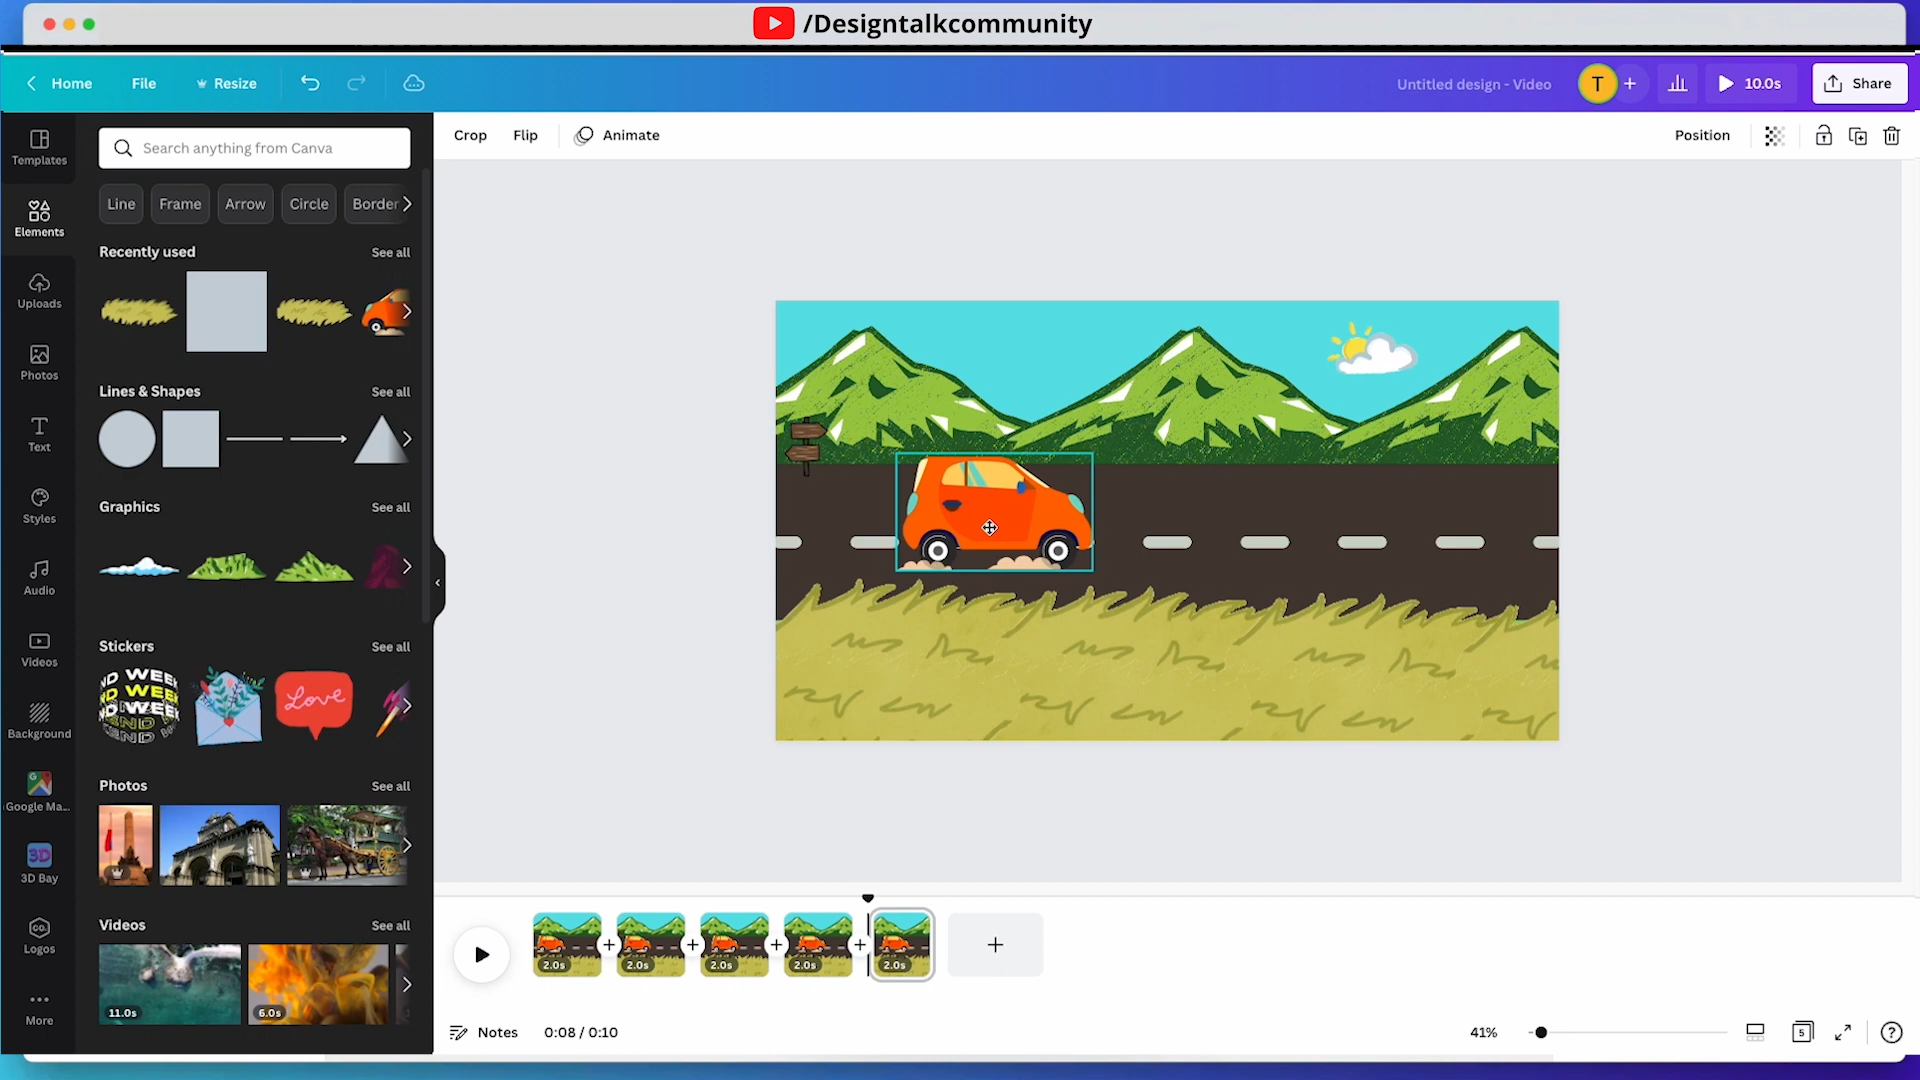 /Designtalkcommunity
Home
File
Resize
Untitled design - Video
T
10.0s
Share
Templates
Search anything from Canva
Crop
Flip
Animate
Position
Elements
Line
Frame
Arrow
Circle
Border
Recently used
See all
Uploads
Photos
Lines & Shapes
See all
Text
Styles
Graphics
See all
Audio
Videos
Stickers
See all
Love
Background
Google Ma...
Photos
See all
3D
3D Bay
CO.
Logos
Videos
See all
11.0s
6.0s
More
2.0s
2.0s
2.0s
2.0s
2.0s
Notes
0:08 / 0:10
41%
5
?